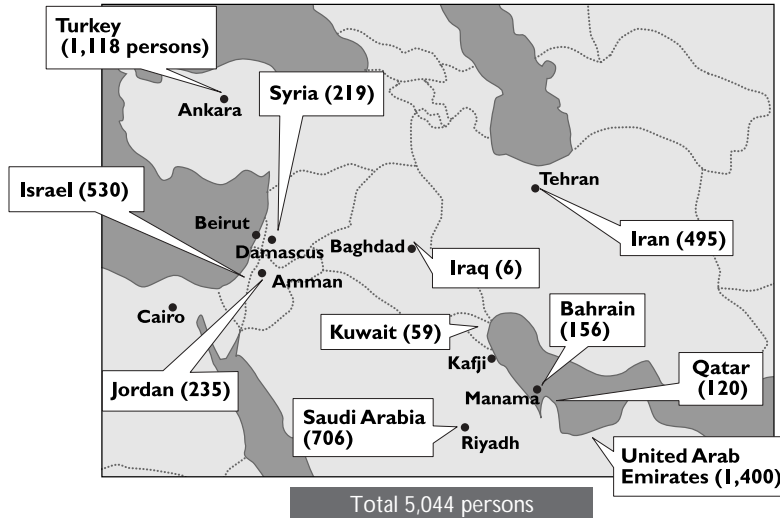 Turkey
(1,118 persons)
Ankara
Syria (219)
Israel (530)
Beirut
Damascus
Amman
Baghdad
Tehran
Iran (495)
Iraq (6)
Cairo
Kuwait (59)
Bahrain
(156)
Kafji
Qatar
(120)
Manama
Jordan (235)
Saudi Arabia
(706)
Riyadh
United Arab
Emirates (1,400)
Total 5,044 persons